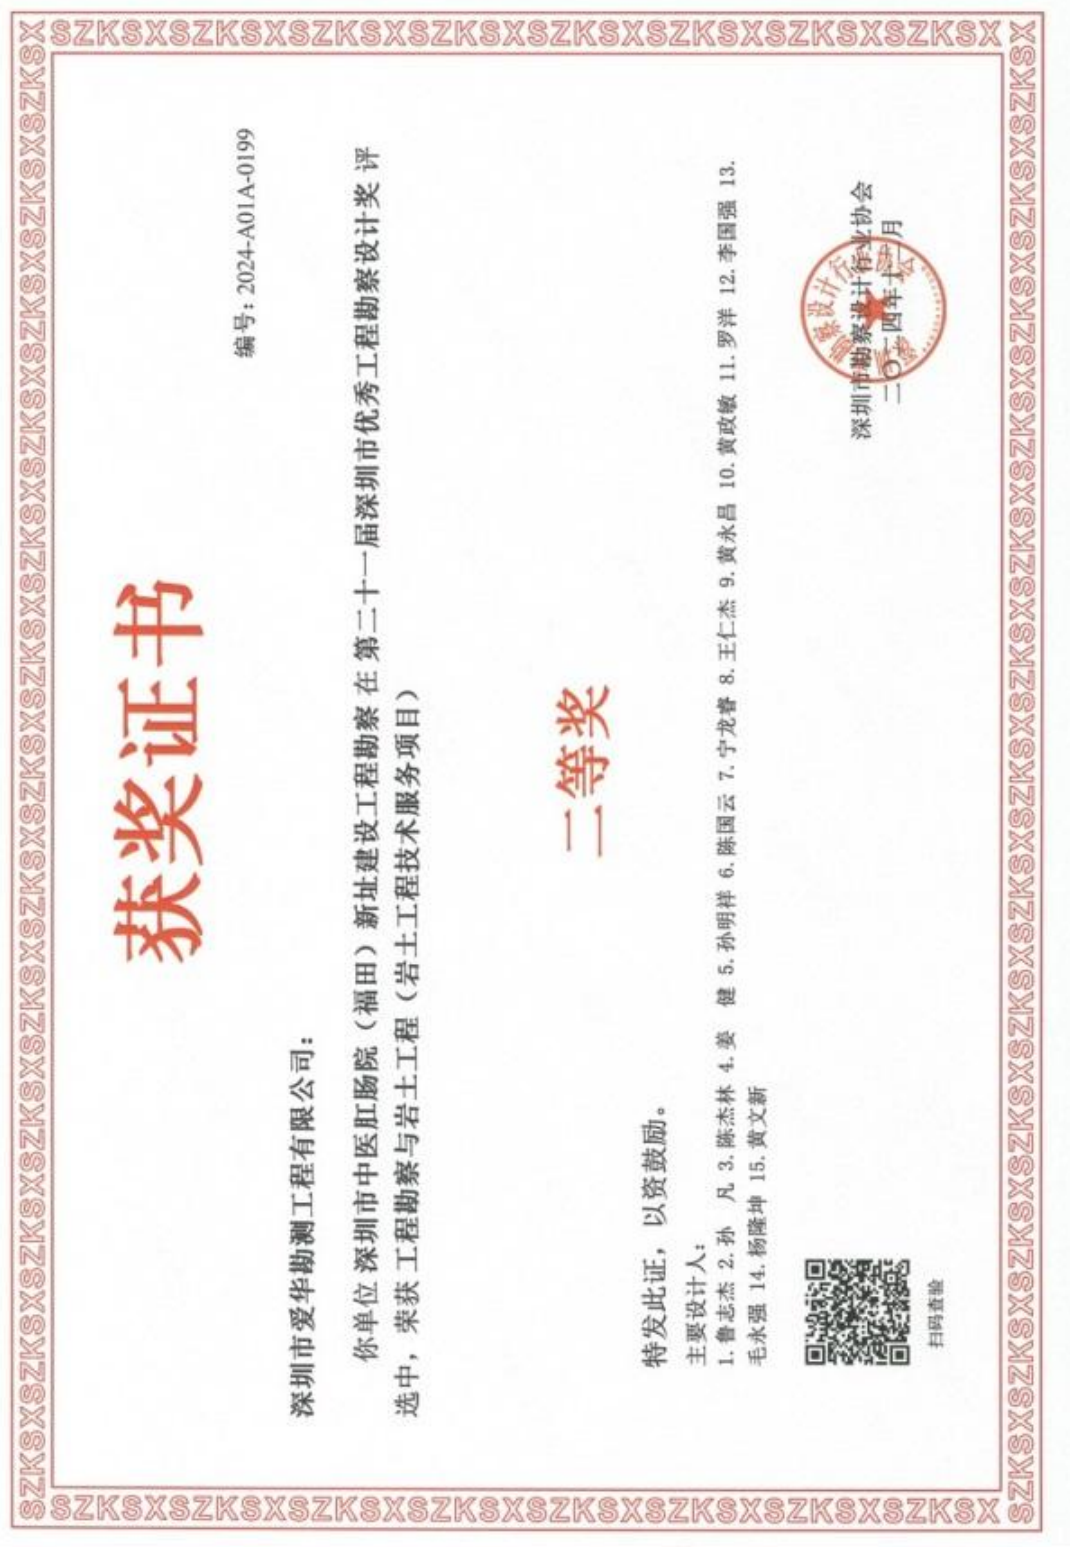 SZKSXSZKSXSZKSXSZKSXSZKSXSZKSXSZKSXSZKSX
获奖证书
编号：2024-A01A-0199
深圳市爱华勘测工程有限公司：
你单位 深圳市中医肛肠院（福田）新址建设工程勘察 在 第二十一届深圳市优秀工程勘察设计奖 评
选中，荣获 工程勘察与岩土工程（岩土工程技术服务项目）
二等奖
特发此证，以资鼓励。
主要设计人：
1. 鲁志杰 2. 孙 凡 3. 陈杰林 4. 姜 健 5. 孙明祥 6. 陈国云 7. 宁龙睿 8. 王仁杰 9. 黄永昌 10. 黄政敏 11. 罗洋 12. 李国强 13.
毛永强 14. 杨隆坤 15. 黄文新
深圳市勘察设计行业协会
二〇二四年十二月
扫码查验